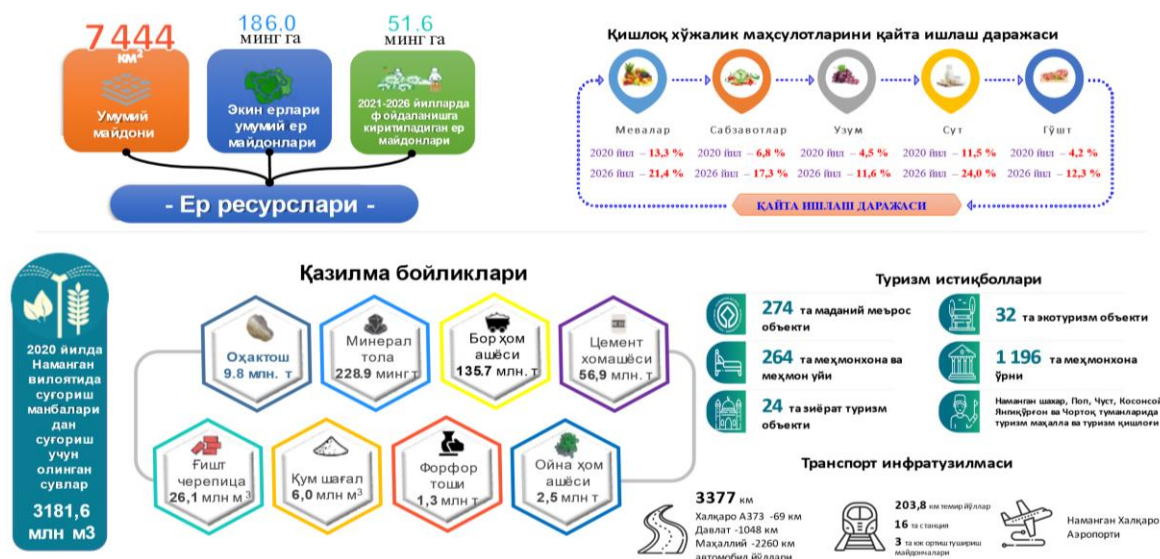 7 444
км²
Умумий
майдони
186,0
минг га
Экин ерлари
умумий ер
майдонлари
51,6
минг га
2021-2026 йилларда
ф ойдаланишга
киритиладиган ер
майдонлари
- Ер ресурслари -
Қишлоқ хўжалик маҳсулотларини қайта ишлаш даражаси
Мевалар
2020 йил – 13,3 %
2026 йил – 21,4 %
Сабзавотлар
2020 йил – 6,8 %
2026 йил – 17,3 %
Узум
2020 йил – 4,5 %
2026 йил – 11,6 %
Сут
2020 йил – 11,5 %
2026 йил – 24,0 %
Гўшт
2020 йил – 4,2 %
2026 йил – 12,3 %
ҚАЙТА ИШЛАШ ДАРАЖАСИ
2020 йилда
Наманган
вилоятида
суғориш
манбалари
дан
суғориш
учун
олинган
сувлар
3181,6
млн м3
Қазилма бойликлари
Оҳактош
9.8 млн. т
Минерал
тола
228.9 минг т
Бор ҳом
ашёси
135.7 млн. т
Цемент
хомашёси
56,9 млн т
Ғишт
черепица
26,1 млн м³
Қум шағал
6,0 млн м³
Форфор
тоши
1,3 млн т
Ойна ҳом
ашёси
2,5 млн т
Туризм истиқболлари
274 та маданий меърос
объекти
32 та экотуризм объекти
264 та меҳмонхона ва
меҳмон уйи
1 196 та меҳмонхона
ўрни
24 та зиёрат туризм
объекти
Наманган шахар, Поп, Чуст, Косонсой
Янгиқўрғон ва Чортоқ туманларида
туризм маҳалла ва туризм қишлоғи
Транспорт инфратузилмаси
3377 км
Халқаро А373 -69 км
Давлат -1048 км
Маҳаллий -2260 км
автомобил йўллари
203,8 км темир йўллар
16 та станция
3 та юк ортиш тушириш
майдончалари
Наманган Халқаро
Аэропорти